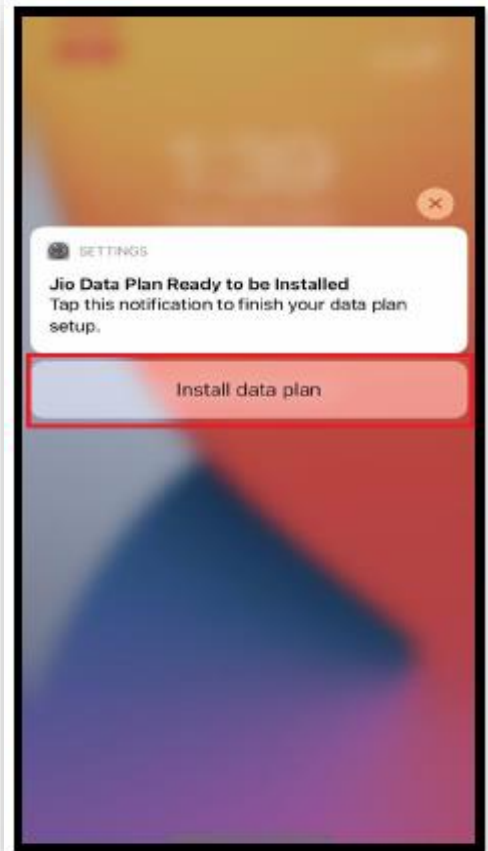 SETTINGS
Jio Data Plan Ready to be Installed
Tap this notification to finish your data plan
setup.
Install data plan